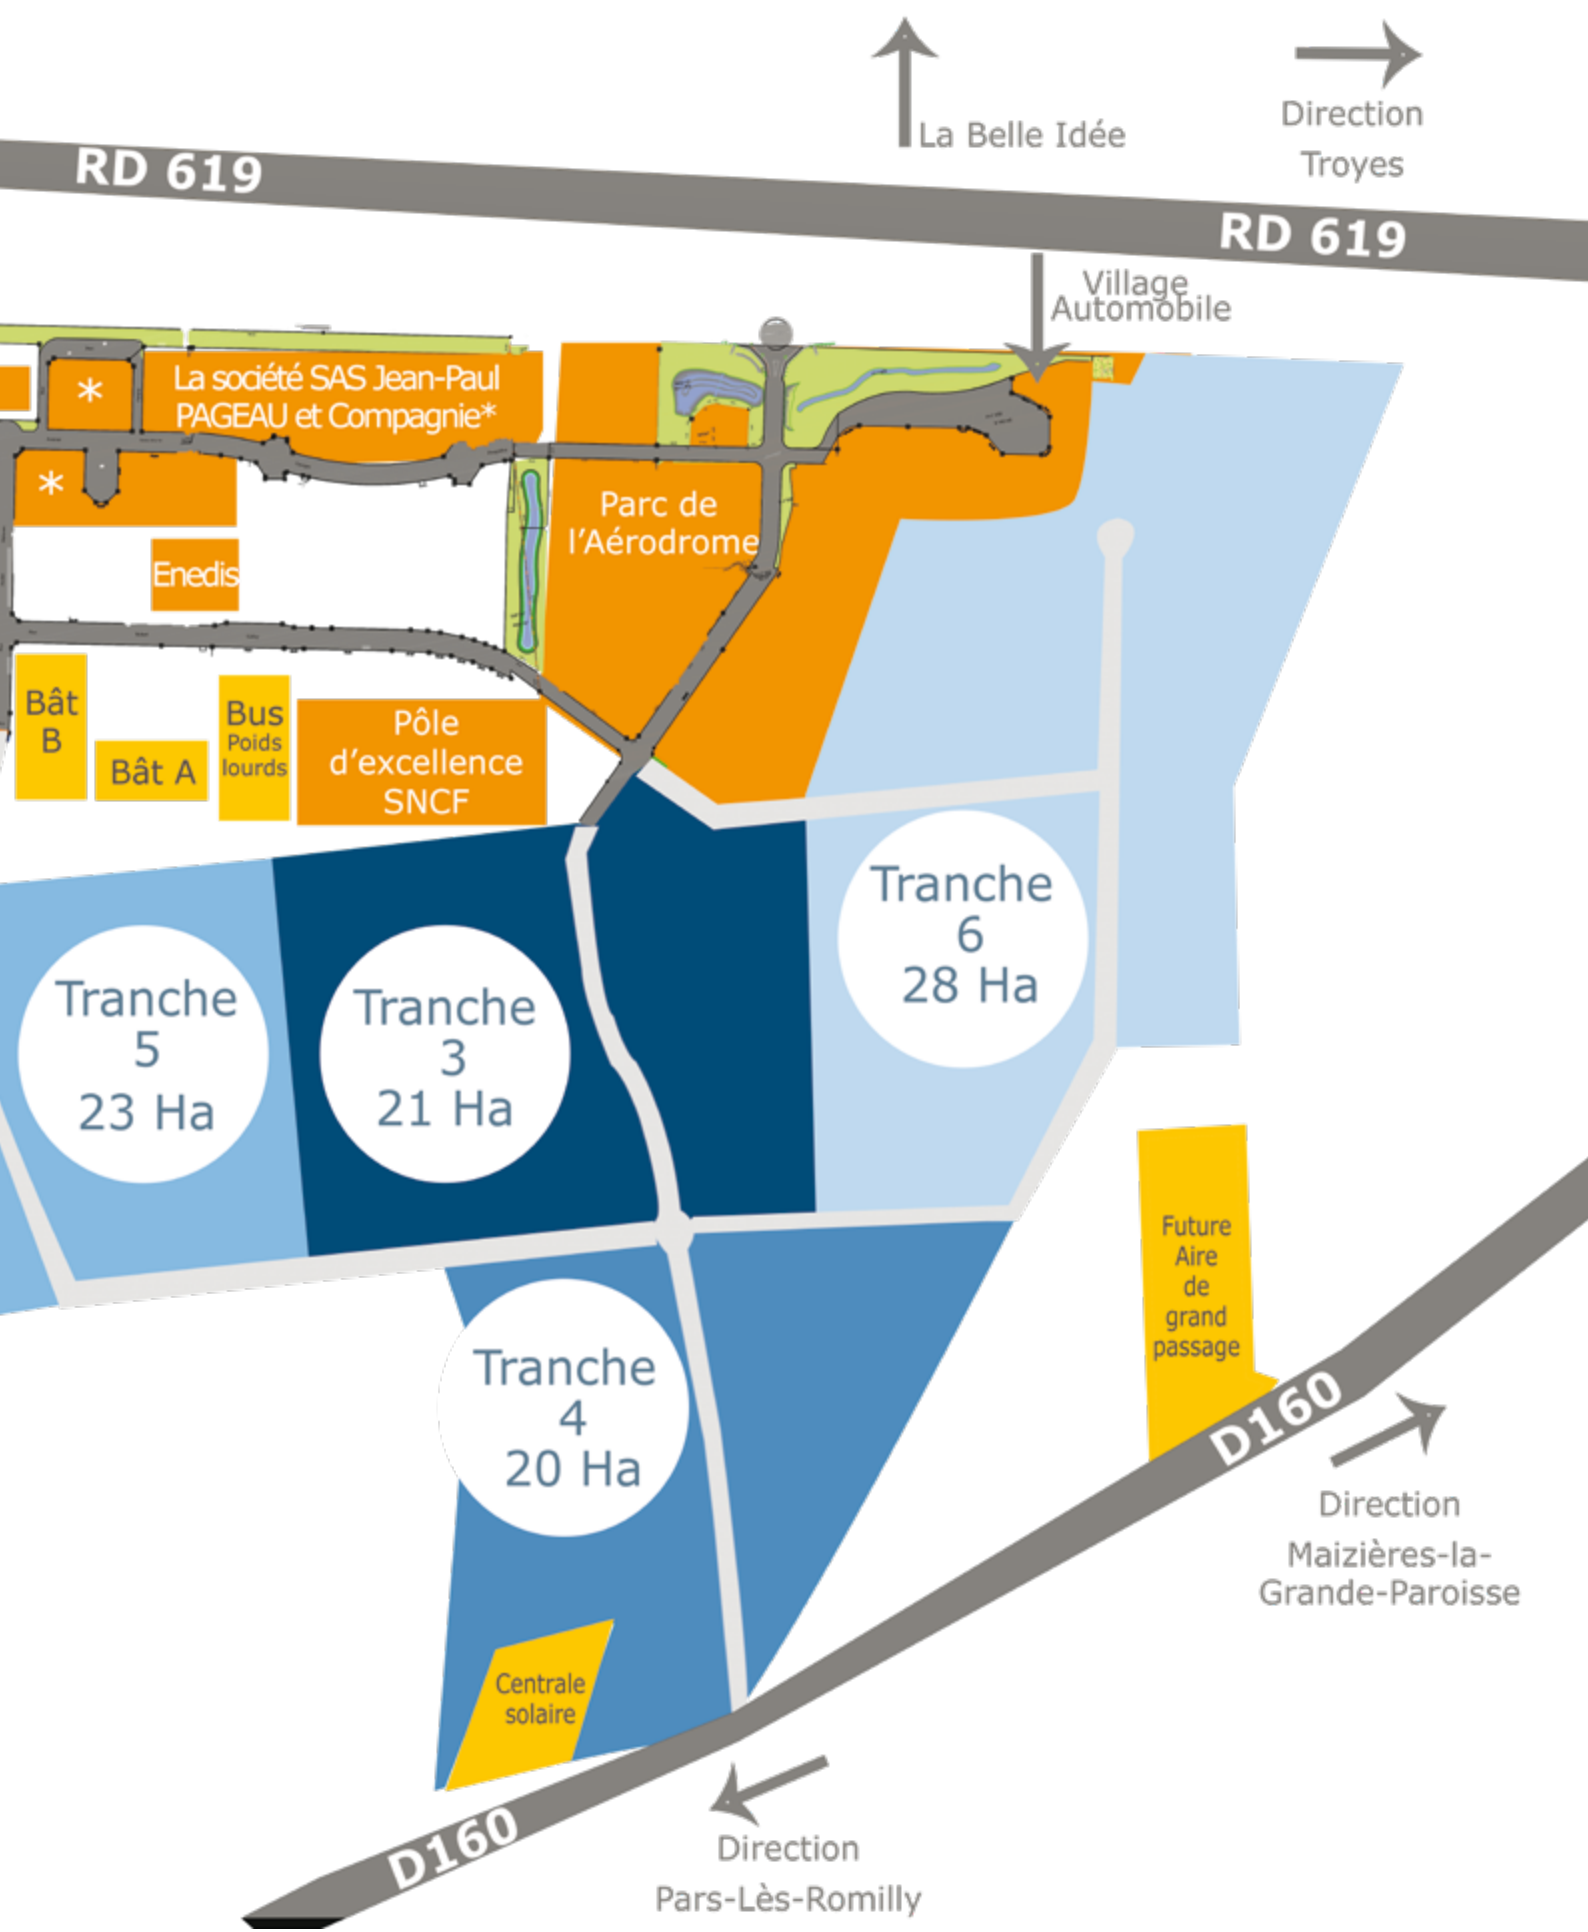 La Belle Idée
Direction
Troyes
RD 619
RD 619
Village
Automobile
*
La société SAS Jean-Paul
PAGEAU et Compagnie*
*
Parc de
l'Aérodrome
Enedis
Bât
B
Bât A
Bus
Poids
lourds
Pôle
d'excellence
SNCF
Tranche
6
28 Ha
Tranche
5
23 Ha
Tranche
3
21 Ha
Future
Aire
de
grand
passage
Tranche
4
20 Ha
D160
Direction
Maizières-la-
Grande-Paroisse
Centrale
solaire
D160
Direction
Pars-Lès-Romilly